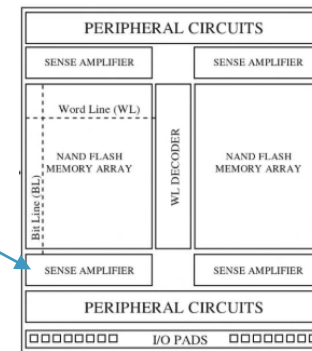 PERIPHERAL CIRCUITS
SENSE AMPLIFIER
SENSE AMPLIFIER
Word Line (WL)
Bit Line (BL)
NAND FLASH
MEMORY ARRAY
WL DECODER
NAND FLASH
MEMORY ARRAY
SENSE AMPLIFIER
SENSE AMPLIFIER
PERIPHERAL CIRCUITS
I/O PADS